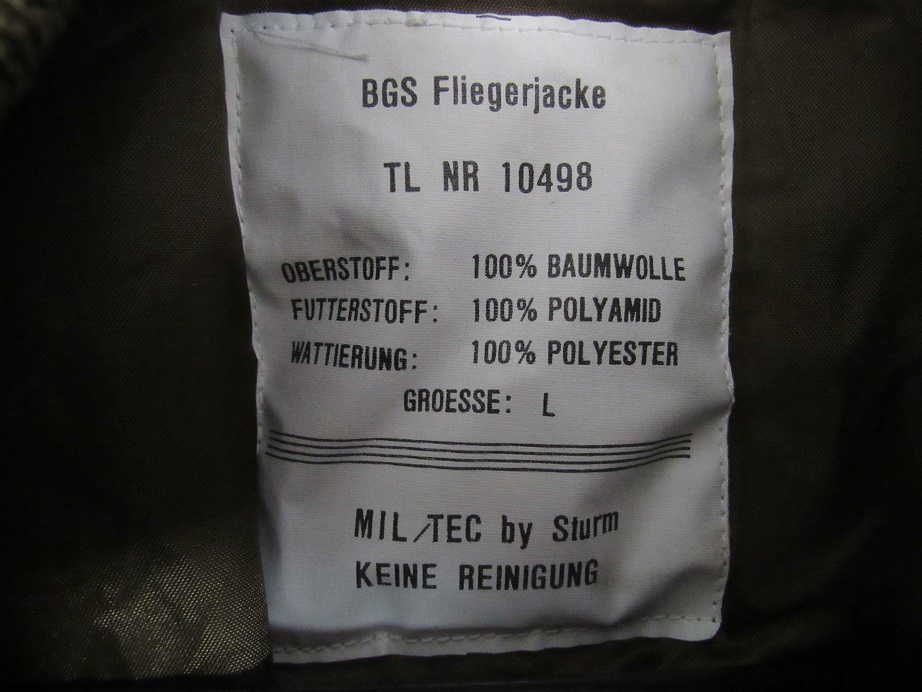 BGS Fliegerjacke
TL NR 10498
OBERSTOFF: 100% BAUMWOLLE
FUTTERSTOFF: 100% POLYAMID
WATTIERUNG: 100% POLYESTER
GROESSE: L
MIL/TEC by Sturm
KEINE REINIGUNG